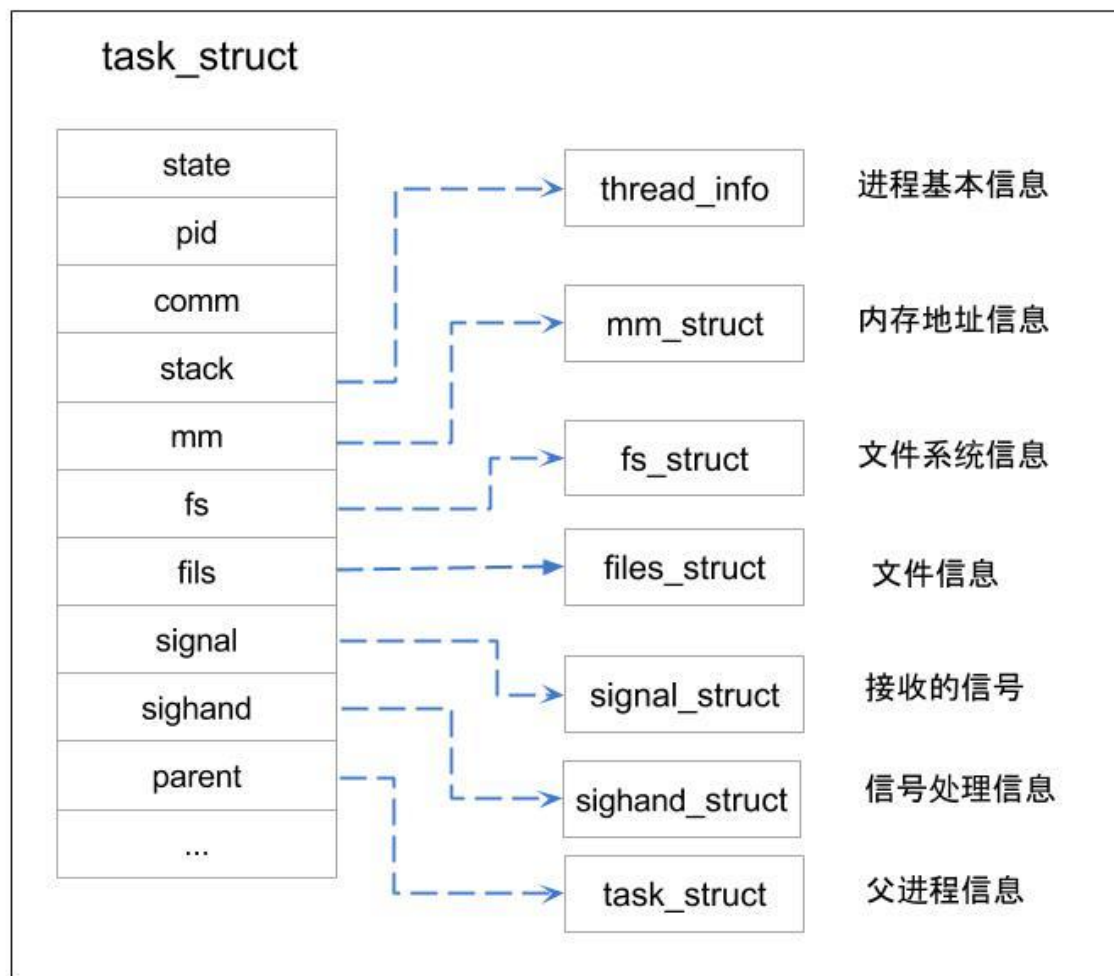 task_struct
state
pid
comm
stack
mm
fs
fils
signal
sighand
parent
...
thread_info 进程基本信息
mm_struct 内存地址信息
fs_struct 文件系统信息
files_struct 文件信息
signal_struct 接收的信号
sighand_struct 信号处理信息
task_struct 父进程信息